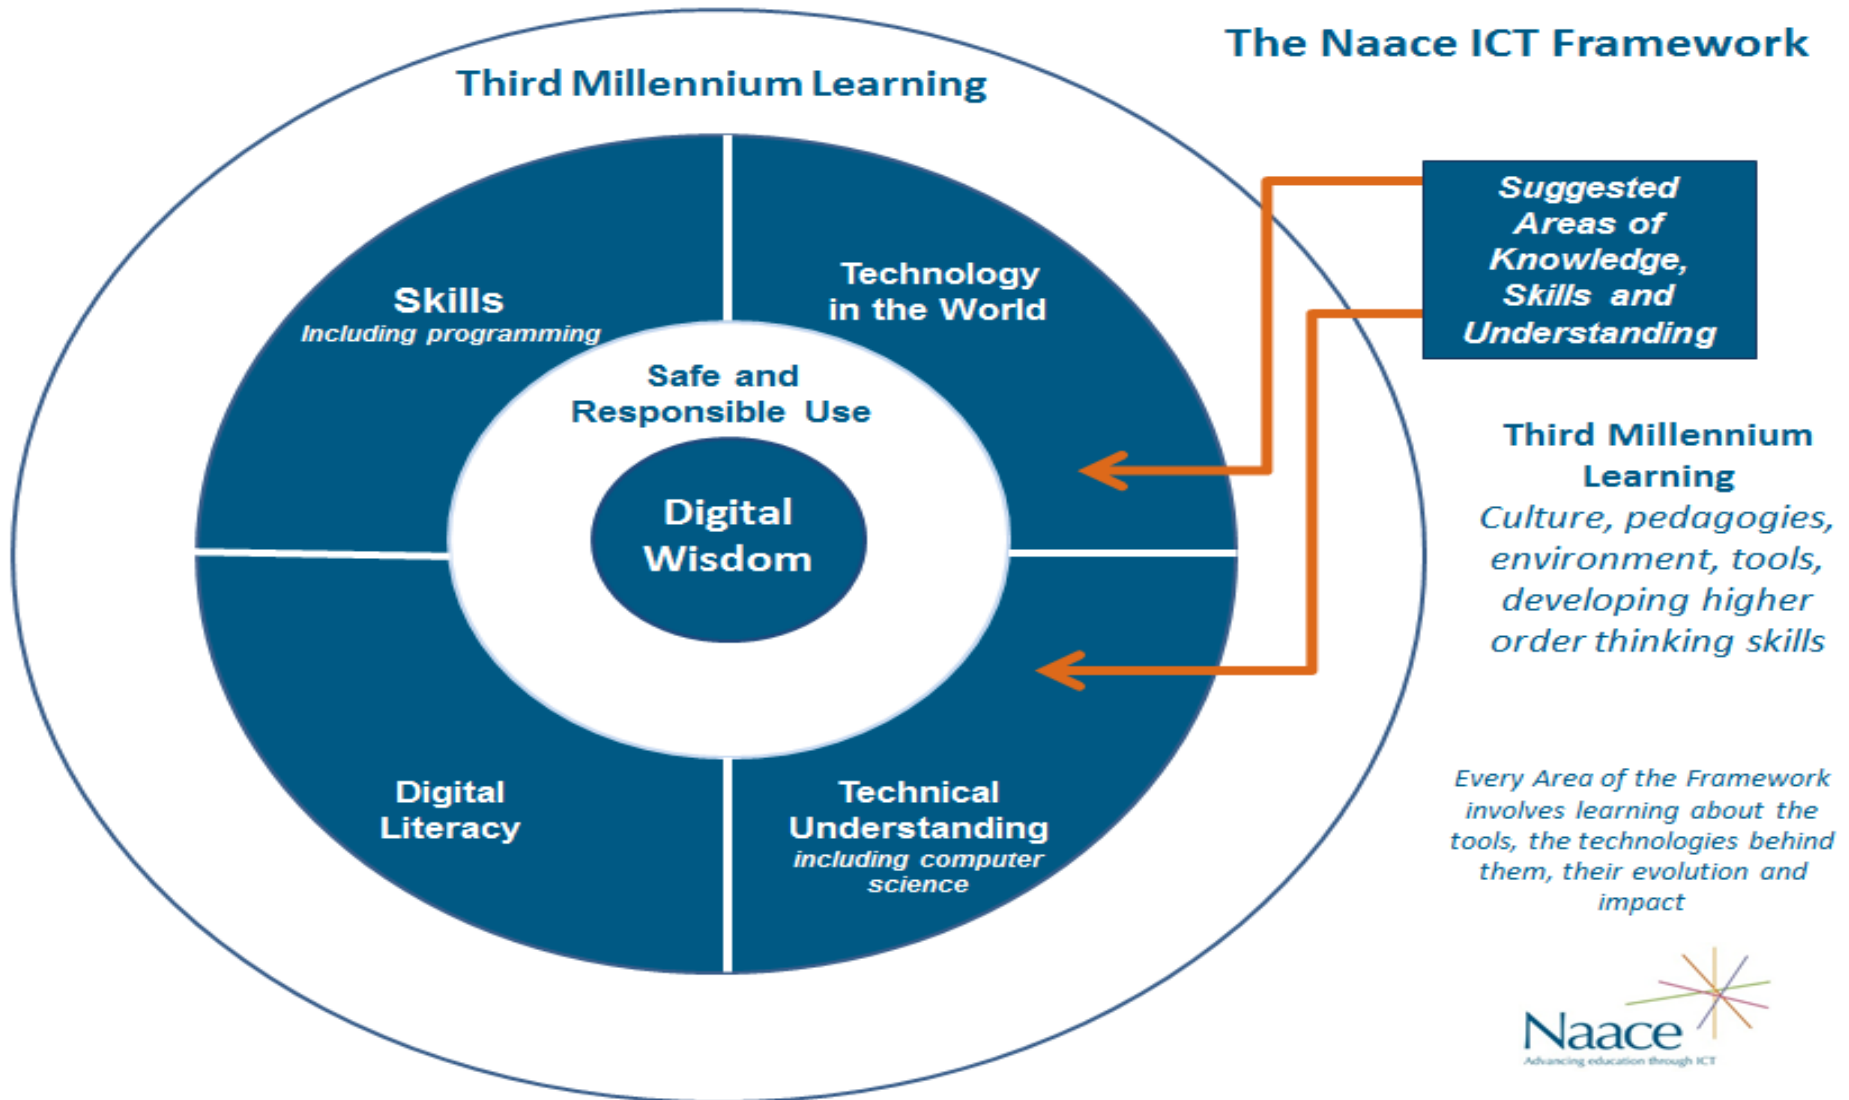 The Naace ICT Framework
Third Millennium Learning
Suggested
Areas of
Knowledge,
Skills and
Understanding
Technology
in the World
Skills
Including programming
Safe and
Responsible Use
Digital
Wisdom
Digital
Literacy
Technical
Understanding
including computer
science
Third Millennium
Learning
Culture, pedagogies,
environment, tools,
developing higher
order thinking skills
Every Area of the Framework
involves learning about the
tools, the technologies behind
them, their evolution and
impact
Naace
Advancing education through ICT